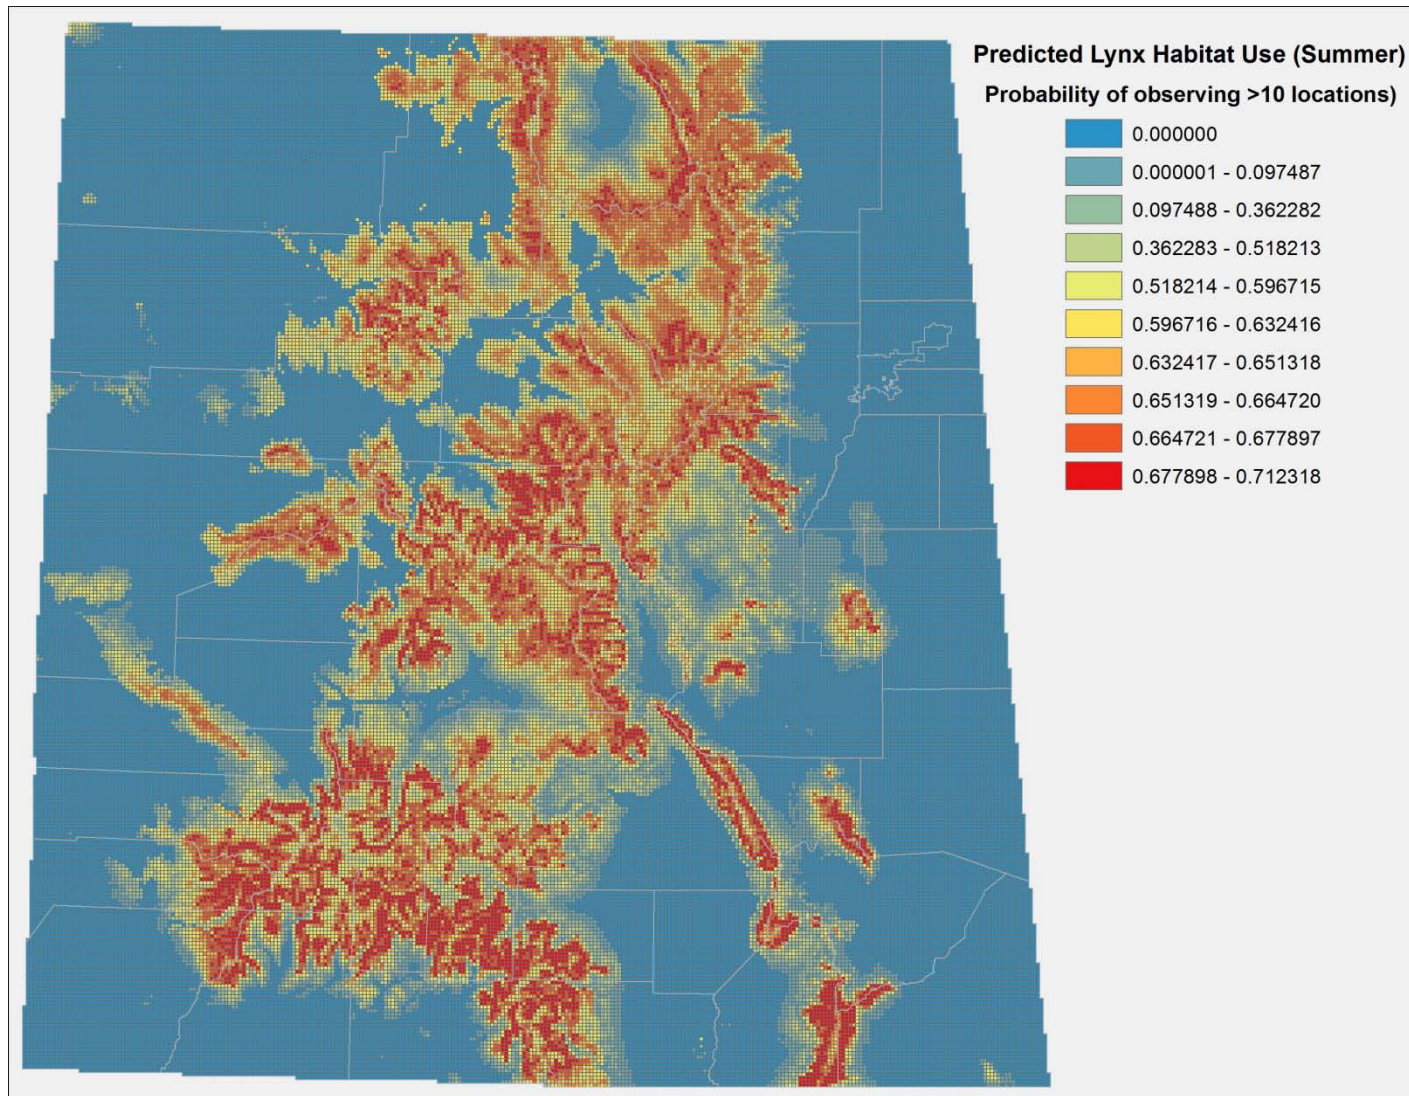 Predicted Lynx Habitat Use (Summer)
Probability of observing >10 locations)
0.000000
0.000001 - 0.097487
0.097488 - 0.362282
0.362283 - 0.518213
0.518214 - 0.596715
0.596716 - 0.632416
0.632417 - 0.651318
0.651319 - 0.664720
0.664721 - 0.677897
0.677898 - 0.712318